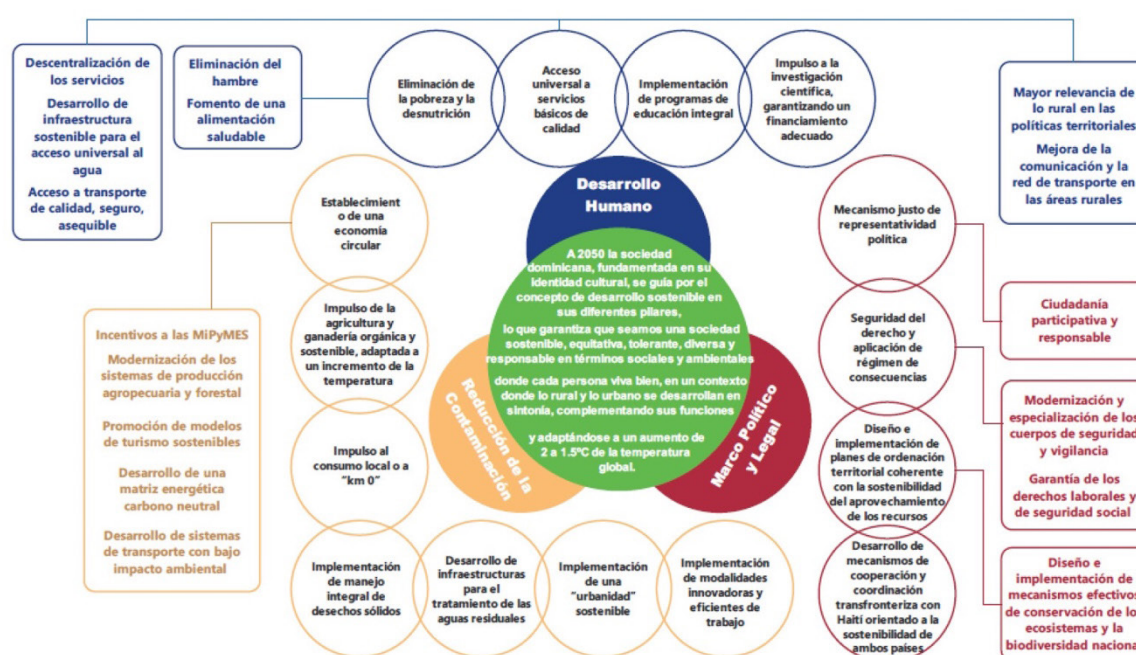 Descentralización de
los servicios
Desarrollo de
infraestructura
sostenible para el
acceso universal al
agua
Acceso a transporte
de calidad, seguro,
asequible
Eliminación del
hambre
Fomento de una
alimentación
saludable
Eliminación de
la pobreza y la
desnutrición
Acceso
universal a
servicios
básicos de
calidad
Implementación
de programas de
educación integral
Impulso a la
investigación
científica,
garantizando un
financiamiento
adecuado
Mayor relevancia de
lo rural en las
políticas territoriales
Mejora de la
comunicación y la
red de transporte en
las áreas rurales
Desarrollo
Humano
A 2050 la sociedad
dominicana, fundamentada en su
identidad cultural, se guía por el
concepto de desarrollo sostenible en
sus diferentes pilares,
lo que garantiza que seamos una sociedad
sostenible, equitativa, tolerante, diversa y
responsable en términos sociales y ambientales
donde cada persona viva bien, en un contexto
donde lo rural y lo urbano se desarrollan en
sintonía, complementando sus funciones
y adaptándose a un aumento de
2 a 1.5ºC de la temperatura
global.
Reducción de la
Contaminación
Marco Político
y Legal
Establecimient
o de una
economía
circular
Impulso de la
agricultura y
ganadería orgánica y
sostenible, adaptada a
un incremento de la
temperatura
Impulso al
consumo local o a
"km 0"
Implementación
de manejo
integral de
desechos sólidos
Desarrollo de
infraestructuras
para el
tratamiento de las
aguas residuales
Implementación
de una
"urbanidad"
sostenible
Implementación
de modalidades
innovadoras y
eficientes de
trabajo
Incentivos a las MiPyMES
Modernización de los
sistemas de producción
agropecuaria y forestal
Promoción de modelos
de turismo sostenibles
Desarrollo de una
matriz energética
carbono neutral
Desarrollo de sistemas
de transporte con bajo
impacto ambiental
Mecanismo justo de
representatividad
política
Seguridad del
derecho y
aplicación de
régimen de
consecuencias
Diseño e
implementación de
planes de ordenación
territorial coherente
con la sostenibilidad
del aprovechamiento
de los recursos
Desarrollo de
mecanismos de
cooperación y
coordinación
transfronteriza con
Haití orientado a la
sostenibilidad de
ambos países
Ciudadanía
participativa y
responsable
Modernización y
especialización de los
cuerpos de seguridad
y vigilancia
Garantía de los
derechos laborales y
de seguridad social
Diseño e
implementación de
mecanismos efectivos
de conservación de lo
ecosistemas y la
biodiversidad naciona